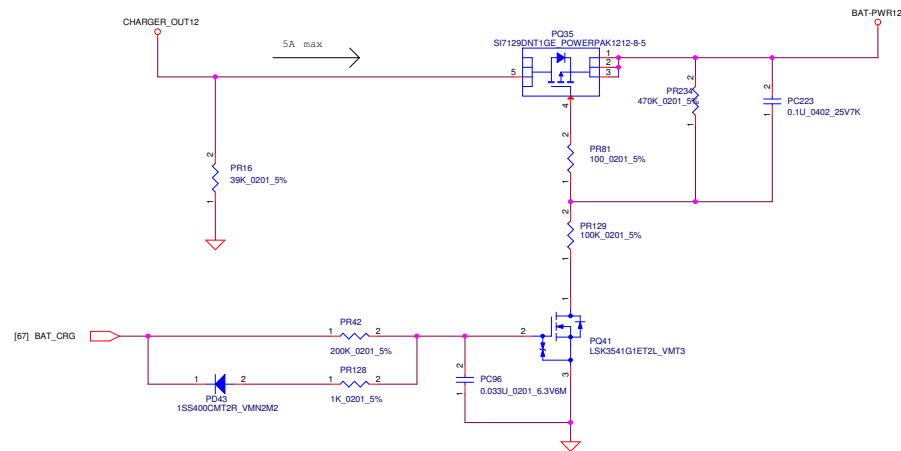 CHARGER_OUT12
BAT-PWR12
5A max
PQ35
SI7129DNT1GE_POWERPAK1212-8-5
5
1
2
3
4
2
PR234
470K_0201_5%
1
2
PC223
0.1U_0402_25V7K
1
2
PR81
100_0201_5%
1
2
PR16
39K_0201_5%
1
2
PR129
100K_0201_5%
1
[67] BAT_CRG
1
PR42
2
200K_0201_5%
1
2
PD43
1SS400CMT2R_VMN2M2
1
PR128
2
1K_0201_5%
2
PC96
0.033U_0201_6.3V6M
1
1
2
PQ41
LSK3541G1ET2L_VMT3
3